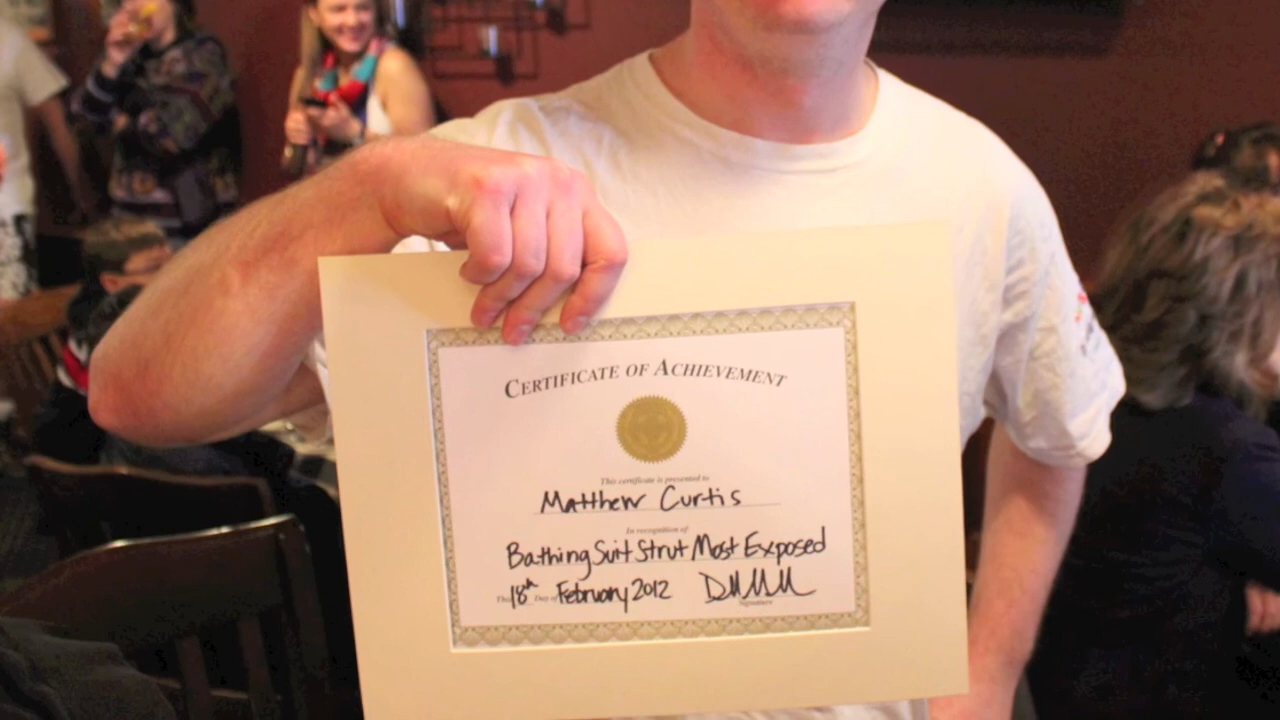 CERTIFICATE OF ACHIEVEMENT
This certificate is presented to
Matthew Curtis
In recognition of
Bathing Suit Strut Most Exposed
This 18th Day of February 2012
Signature